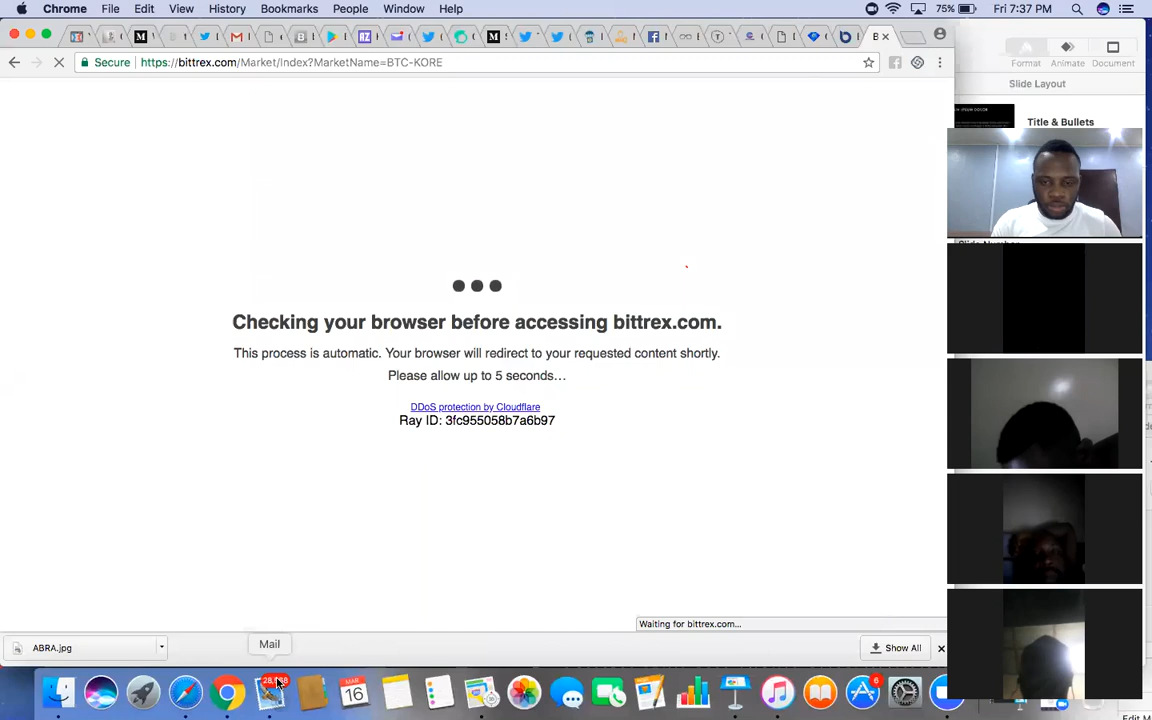 Chrome File Edit View History Bookmarks People Window Help 75% Fri 7:37 PM
Secure https://bittrex.com/Market/Index?MarketName=BTC-KORE
Format Animate Document
Slide Layout
Title & Bullets
Checking your browser before accessing bittrex.com.
This process is automatic. Your browser will redirect to your requested content shortly.
Please allow up to 5 seconds…
DDoS protection by Cloudflare
Ray ID: 3fc955058b7a6b97
Waiting for bittrex.com...
ABRA.jpg
Show All
Mail
MAR
16
6